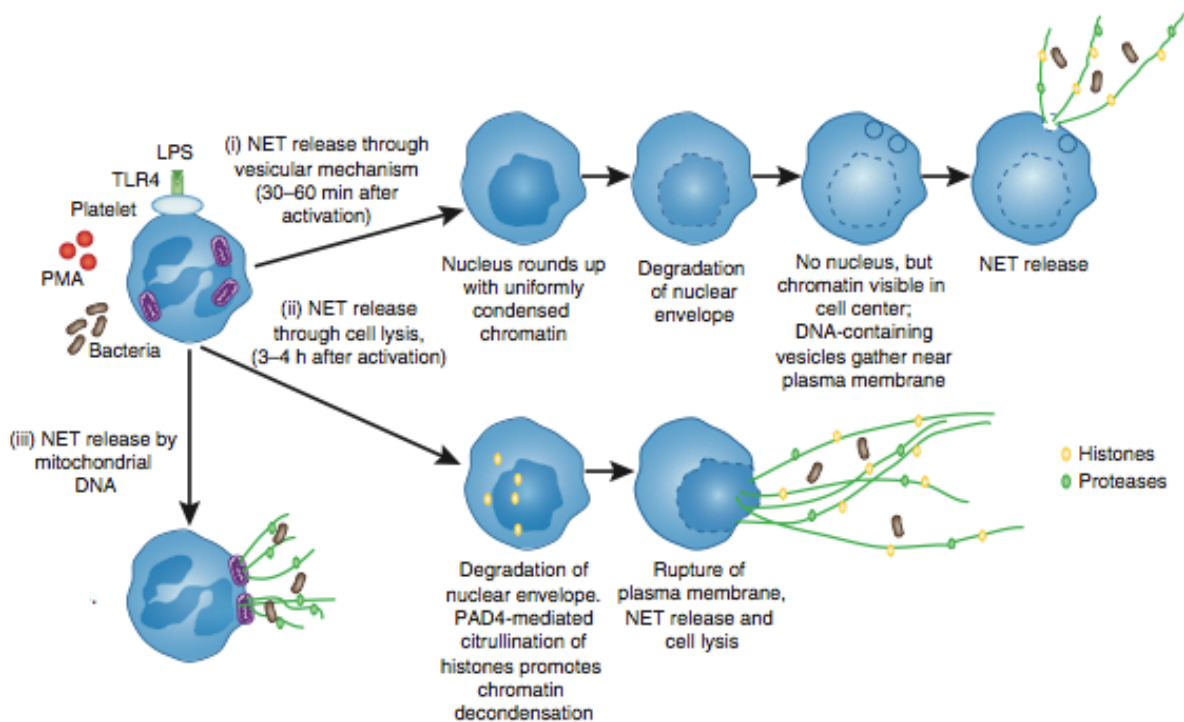 LPS
TLR4
Platelet
PMA
Bacteria
(i) NET release through
vesicular mechanism
(30–60 min after
activation)
Nucleus rounds up
with uniformly
condensed
chromatin
Degradation
of nuclear
envelope
No nucleus, but
chromatin visible in
cell center;
DNA-containing
vesicles gather near
plasma membrane
NET release
(ii) NET release
through cell lysis,
(3–4 h after activation)
Degradation of
nuclear envelope.
PAD4-mediated
citrullination of
histones promotes
chromatin
decondensation
Rupture of
plasma membrane,
NET release and
cell lysis
(iii) NET release by
mitochondrial
DNA
Histones
Proteases